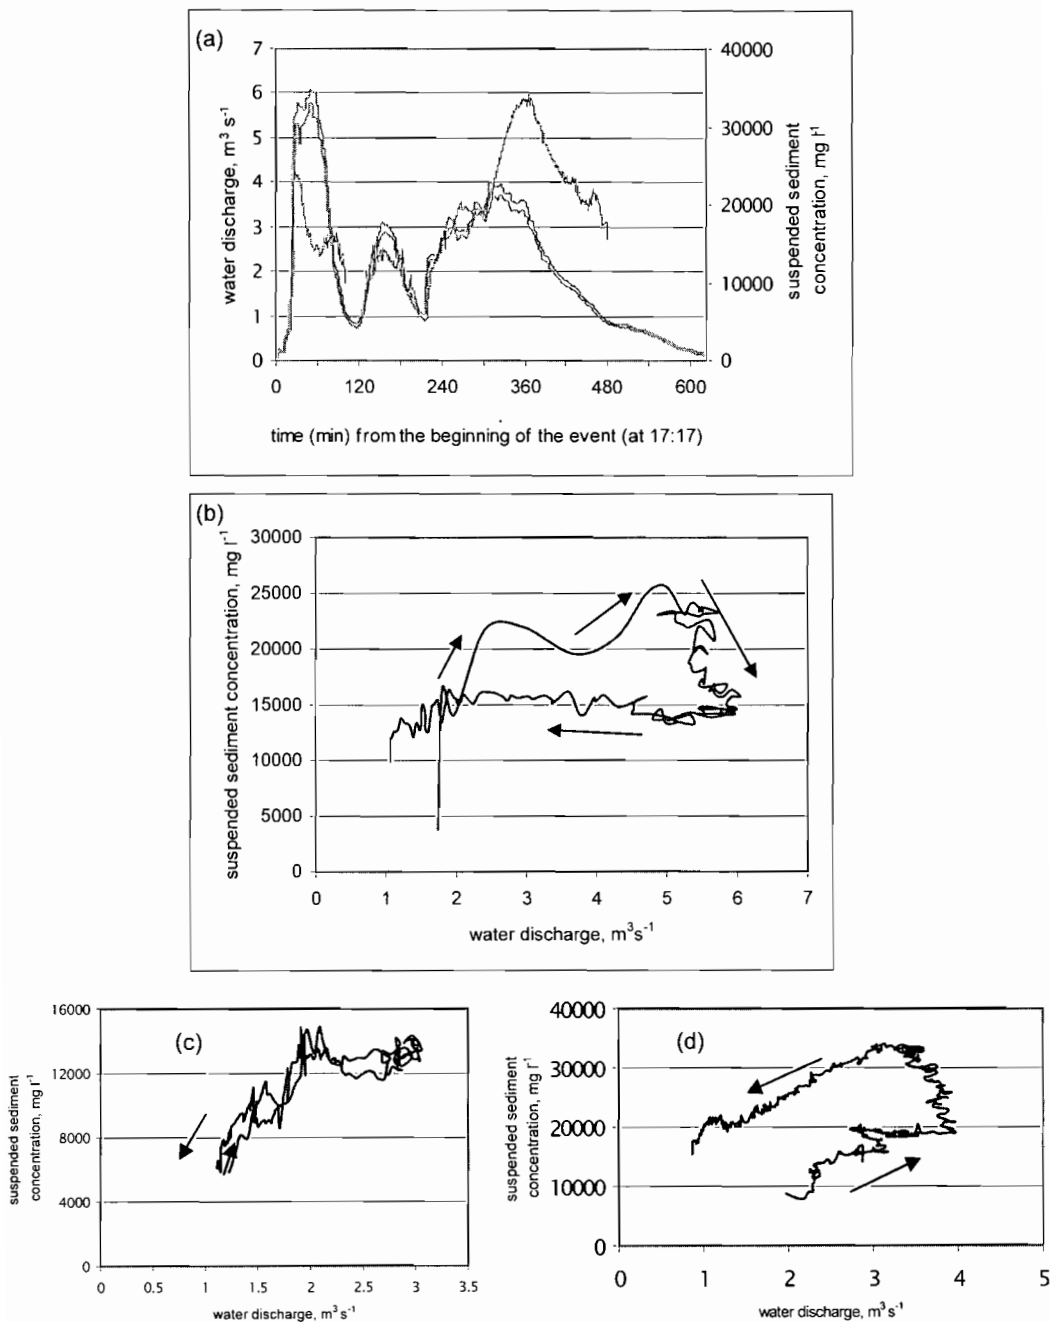 (a)
7
6
5
4
3
2
1
0
water discharge, m³ s⁻¹
40000
30000
20000
10000
0
suspended sediment
concentration, mg l⁻¹
0 120 240 360 480 600
time (min) from the beginning of the event (at 17:17)
(b)
30000
25000
20000
15000
10000
5000
0
suspended sediment concentration, mg l⁻¹
0 1 2 3 4 5 6 7
water discharge, m³s⁻¹
(c)
16000
12000
8000
4000
0
suspended sediment
concentration, mg l⁻¹
0 0.5 1 1.5 2 2.5 3 3.5
water discharge, m³s⁻¹
(d)
40000
30000
20000
10000
0
suspended sediment
concentration, mg l⁻¹
0 1 2 3 4 5
water discharge, m³s⁻¹